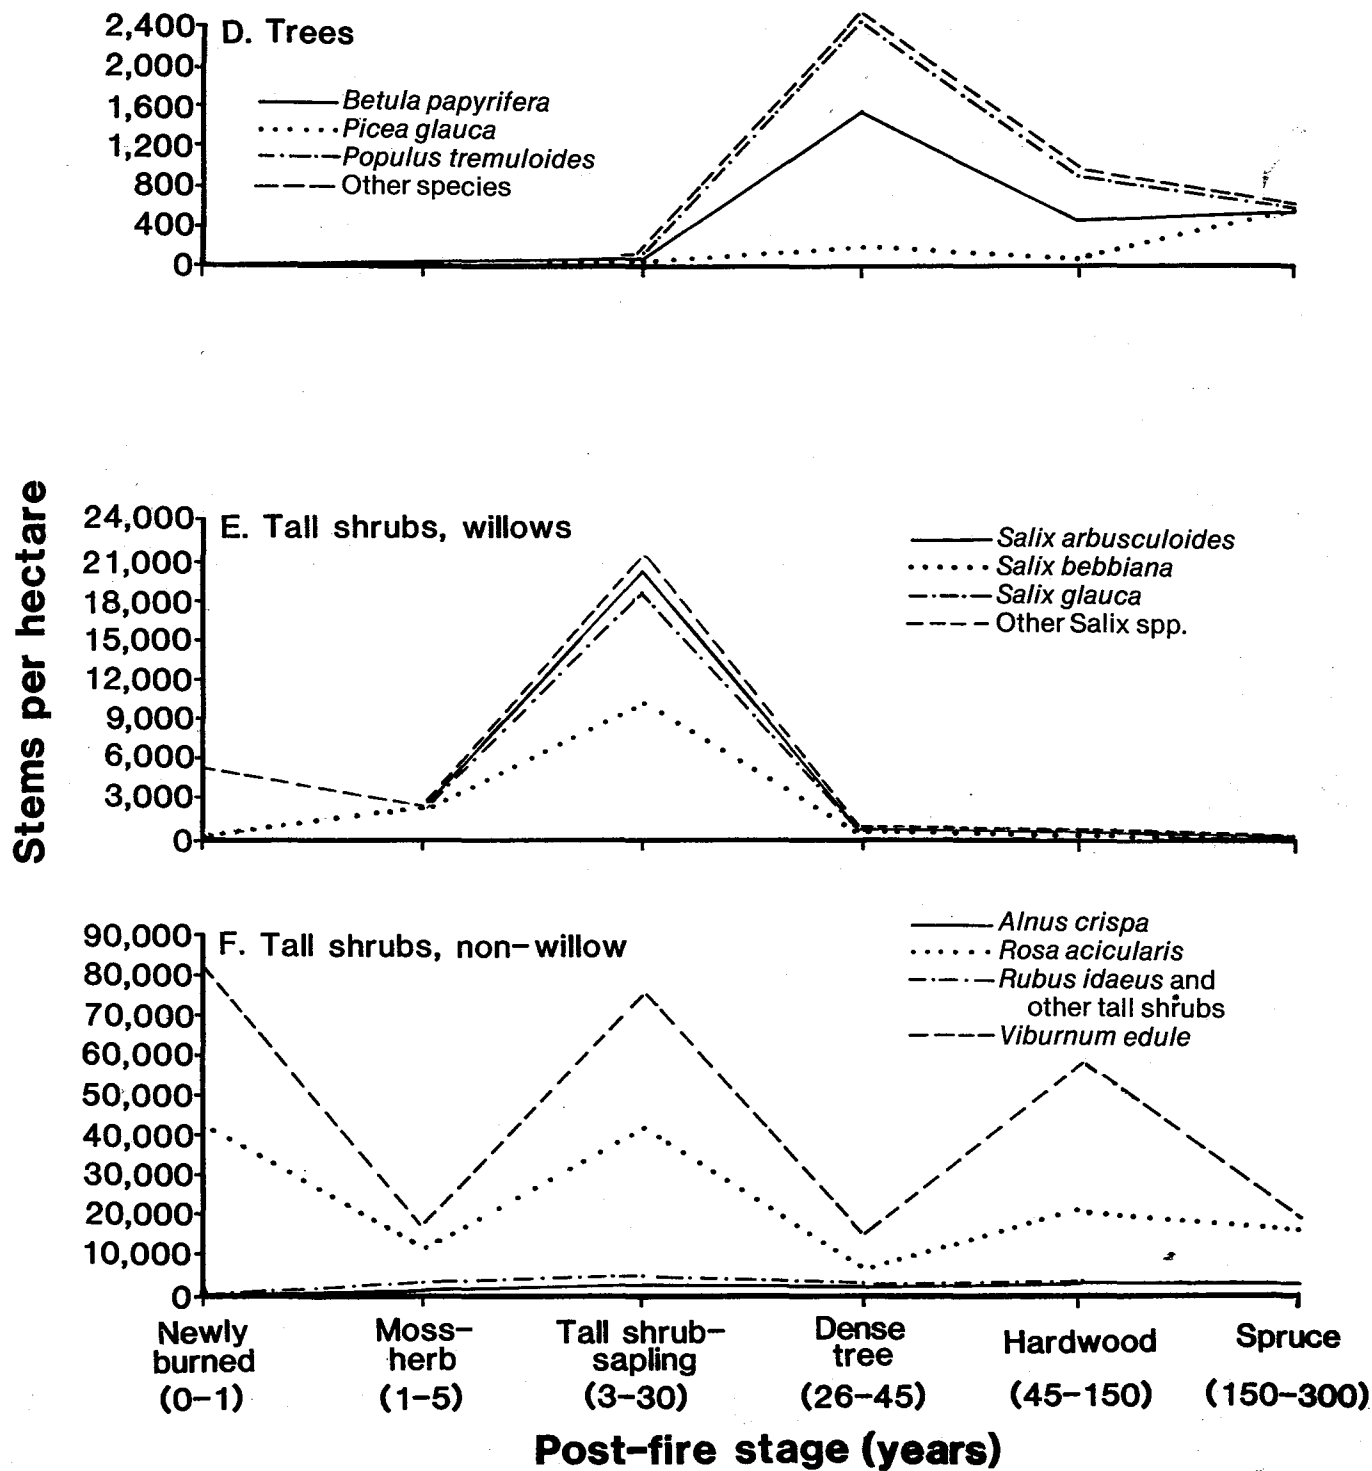 D. Trees
2,400
2,000
1,600
1,200
800
400
0
Betula papyrifera
Picea glauca
Populus tremuloides
Other species
Stems per hectare
E. Tall shrubs, willows
24,000
21,000
18,000
15,000
12,000
9,000
6,000
3,000
0
Salix arbusculoides
Salix bebbiana
Salix glauca
Other Salix spp.
F. Tall shrubs, non-willow
90,000
80,000
70,000
60,000
50,000
40,000
30,000
20,000
10,000
0
Alnus crispa
Rosa acicularis
Rubus idaeus and
other tall shrubs
Viburnum edule
Newly
burned
(0-1)
Moss-
herb
(1-5)
Tall shrub-
sapling
(3-30)
Dense
tree
(26-45)
Hardwood
(45-150)
Spruce
(150-300)
Post-fire stage (years)